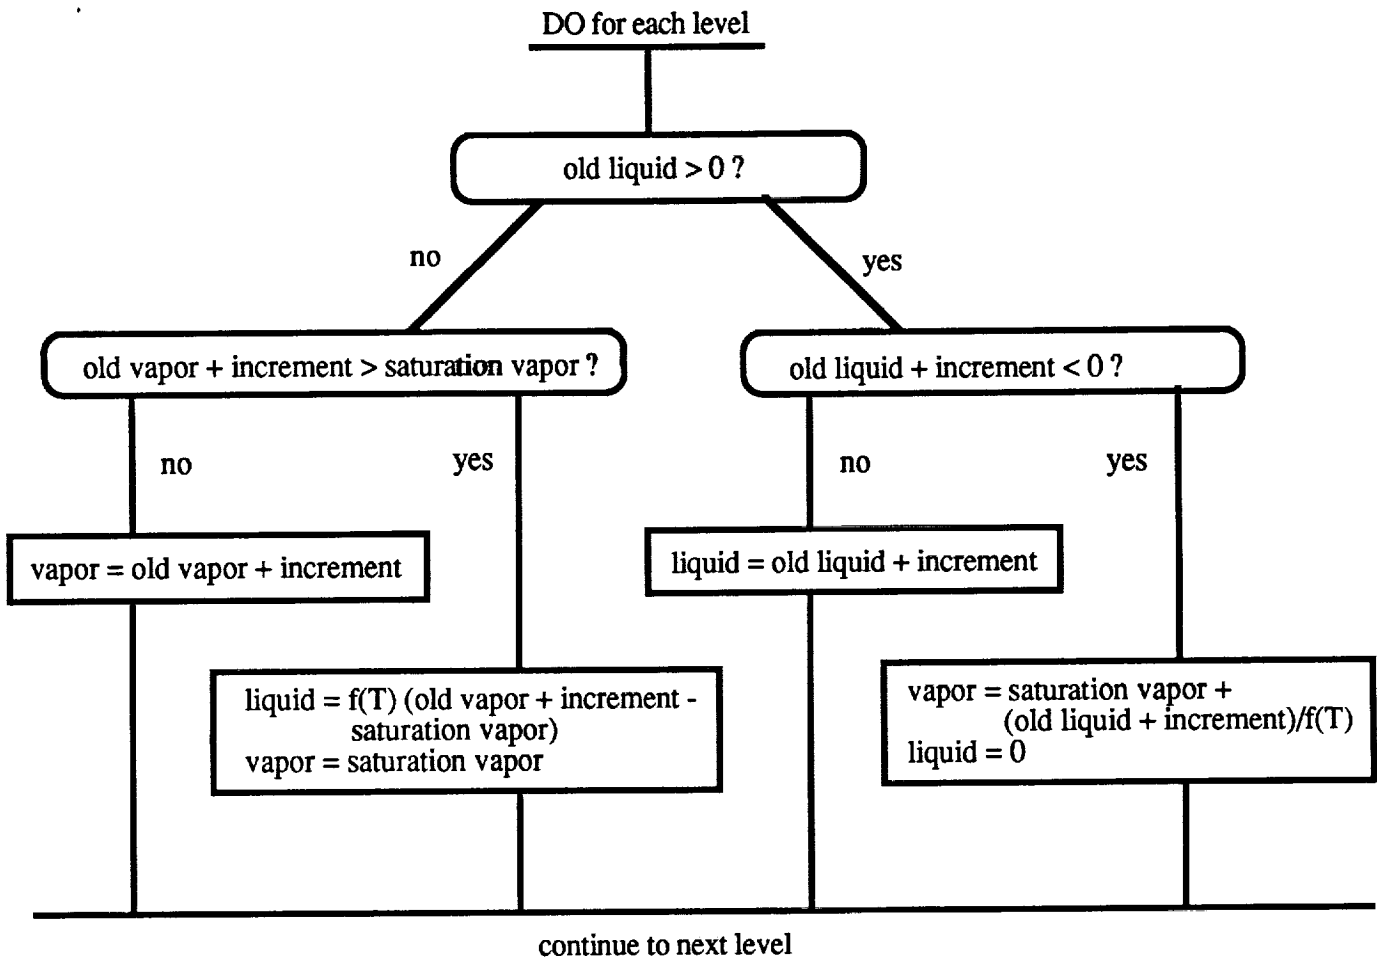 DO for each level
old liquid > 0 ?
no
yes
old vapor + increment > saturation vapor ?
old liquid + increment < 0 ?
no
yes
no
yes
vapor = old vapor + increment
liquid = old liquid + increment
liquid = f(T) (old vapor + increment -
saturation vapor)
vapor = saturation vapor
vapor = saturation vapor +
(old liquid + increment)/f(T)
liquid = 0
continue to next level